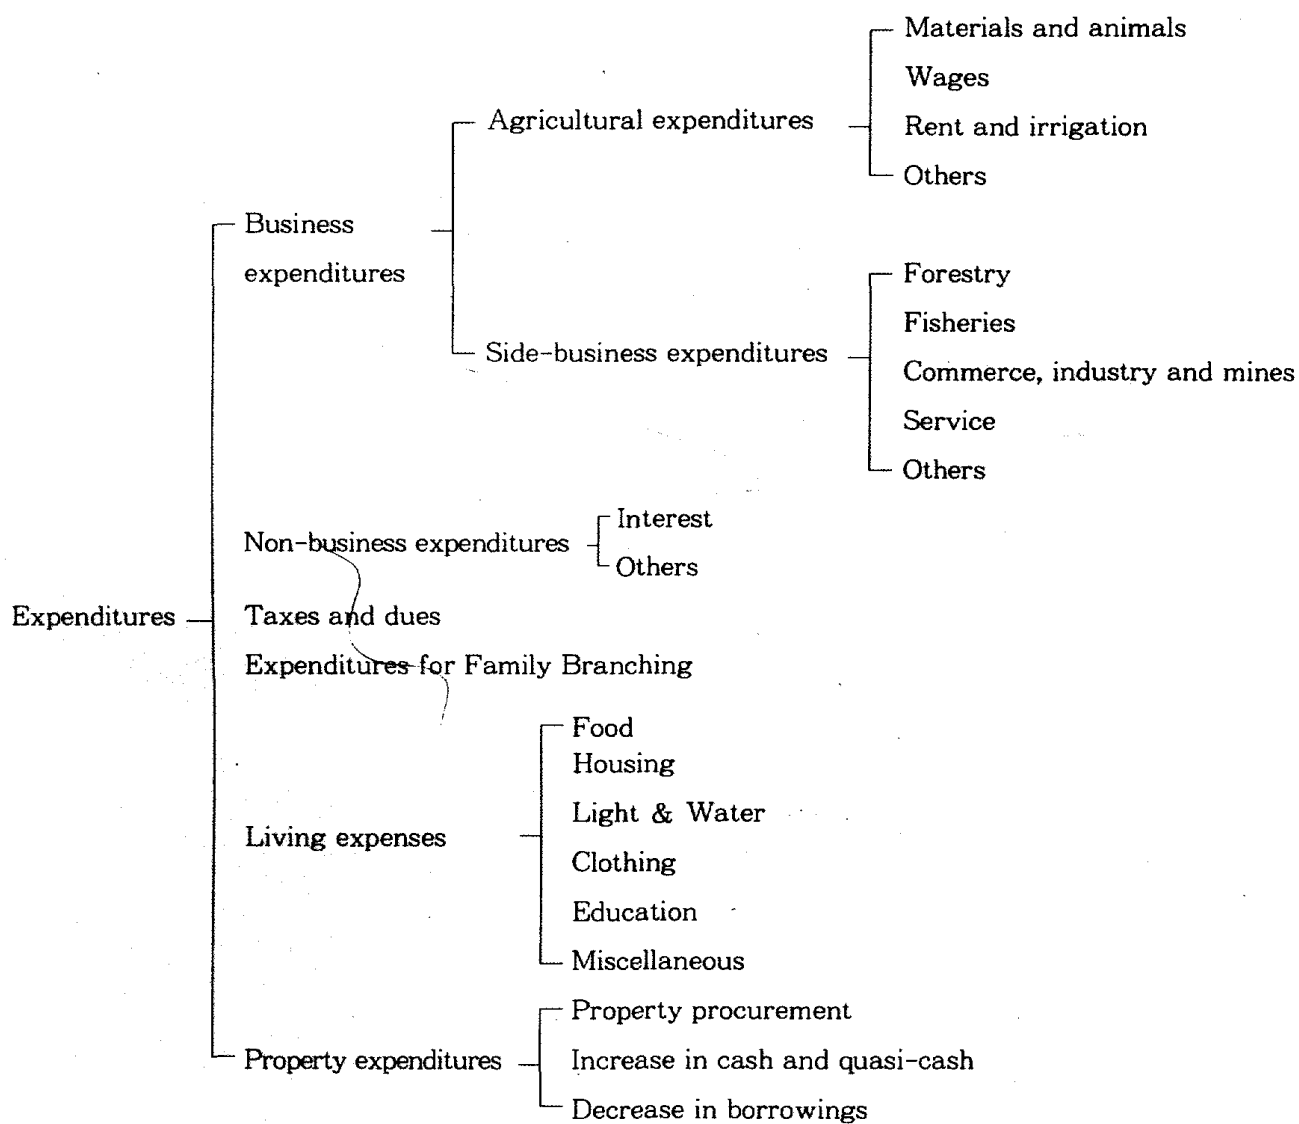 Expenditures
Business
expenditures
Agricultural expenditures
Materials and animals
Wages
Rent and irrigation
Others
Side-business expenditures
Forestry
Fisheries
Commerce, industry and mines
Service
Others
Non-business expenditures
Interest
Others
Taxes and dues
Expenditures for Family Branching
Living expenses
Food
Housing
Light & Water
Clothing
Education
Miscellaneous
Property expenditures
Property procurement
Increase in cash and quasi-cash
Decrease in borrowings